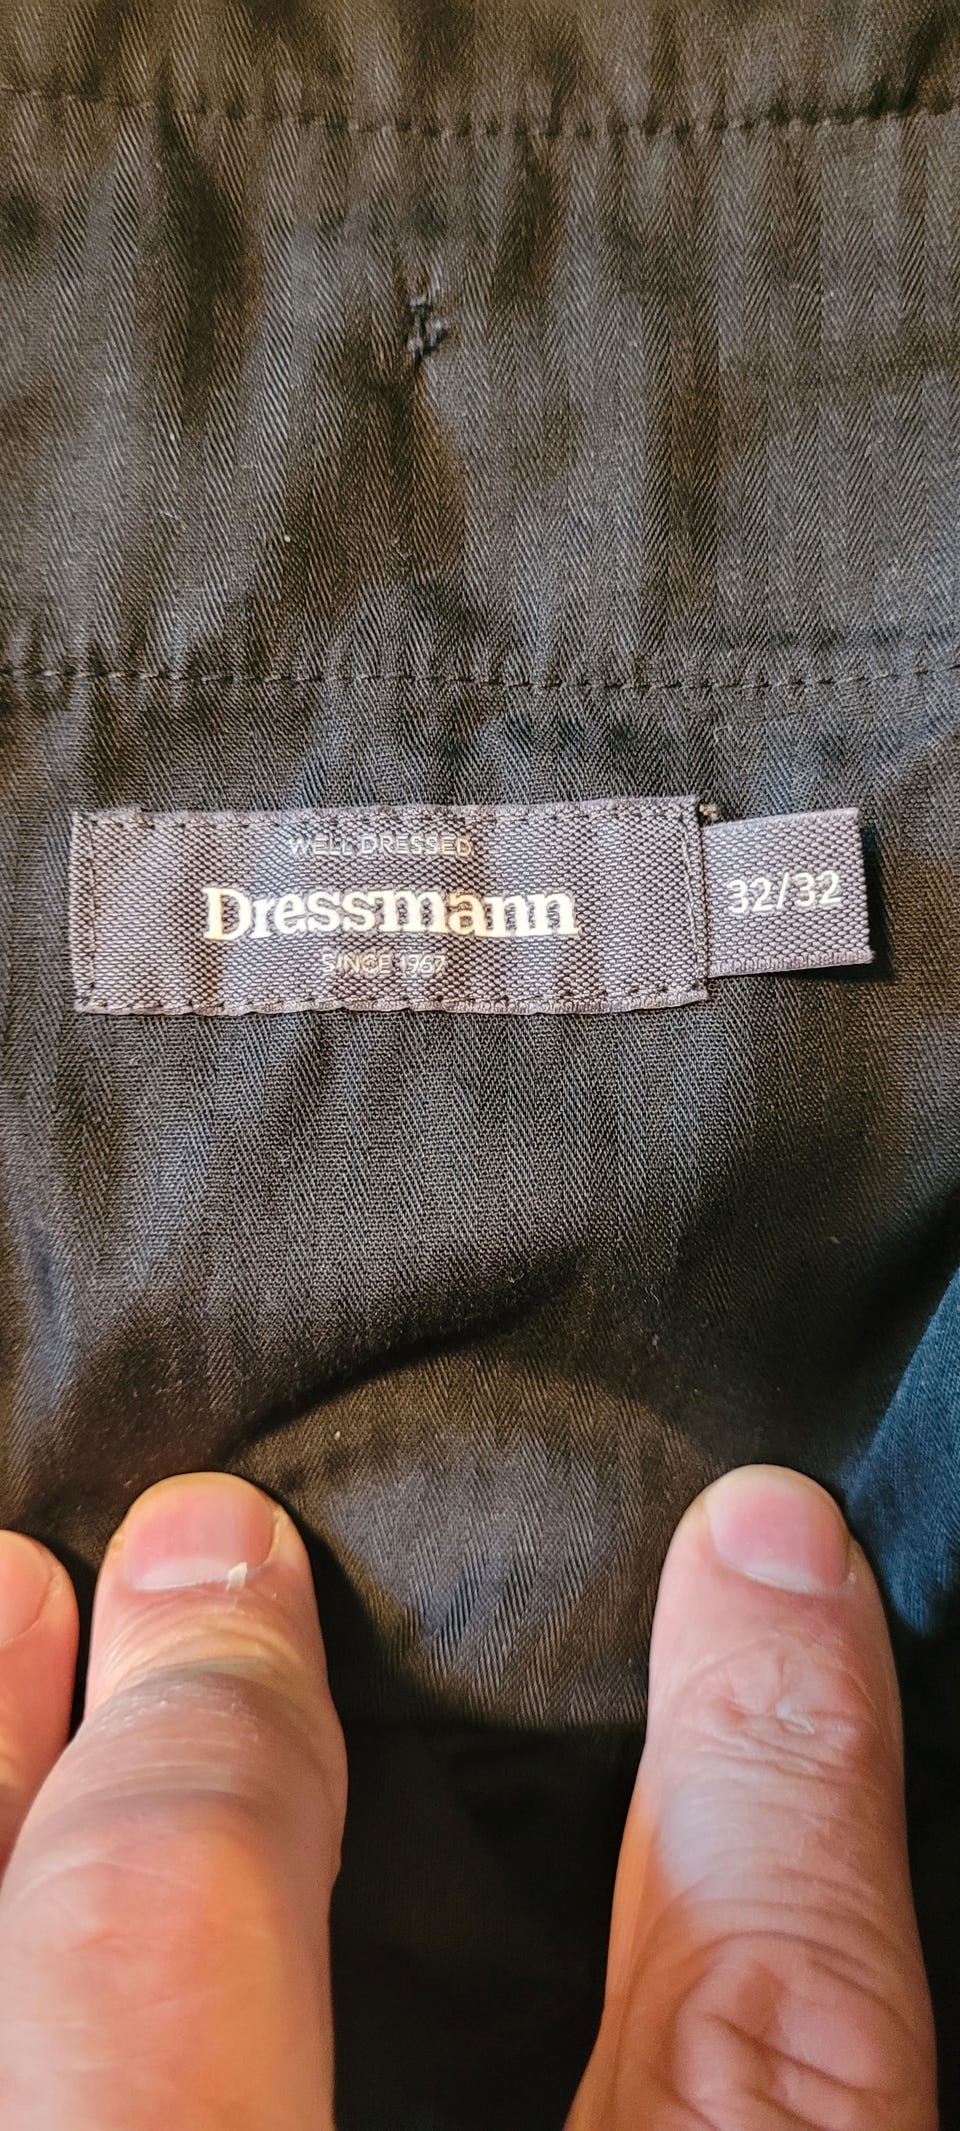 WELL DRESSED
Dressmann
SINCE 1967
32/32